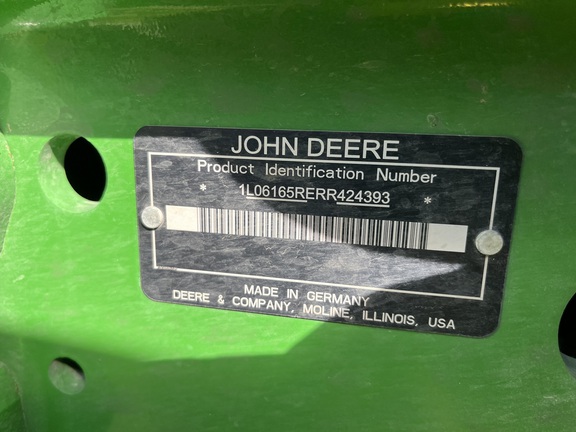 JOHN DEERE
Product Identification Number
* 1L06165RERR424393 *
MADE IN GERMANY
DEERE & COMPANY, MOLINE, ILLINOIS, USA